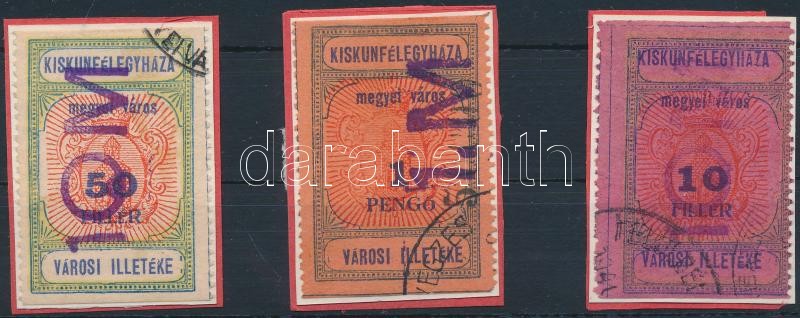 KISKUNFÉLEGYHÁZA
megyei város
50
FILLÉR
VÁROSI ILLETÉKE
10 M
KISKUNFÉLEGYHÁZA
megyei város
PENGŐ
VÁROSI ILLETÉKE
M
KISKUNFÉLEGYHÁZA
megyei város
10
FILLÉR
VÁROSI ILLETÉKE
darabanth